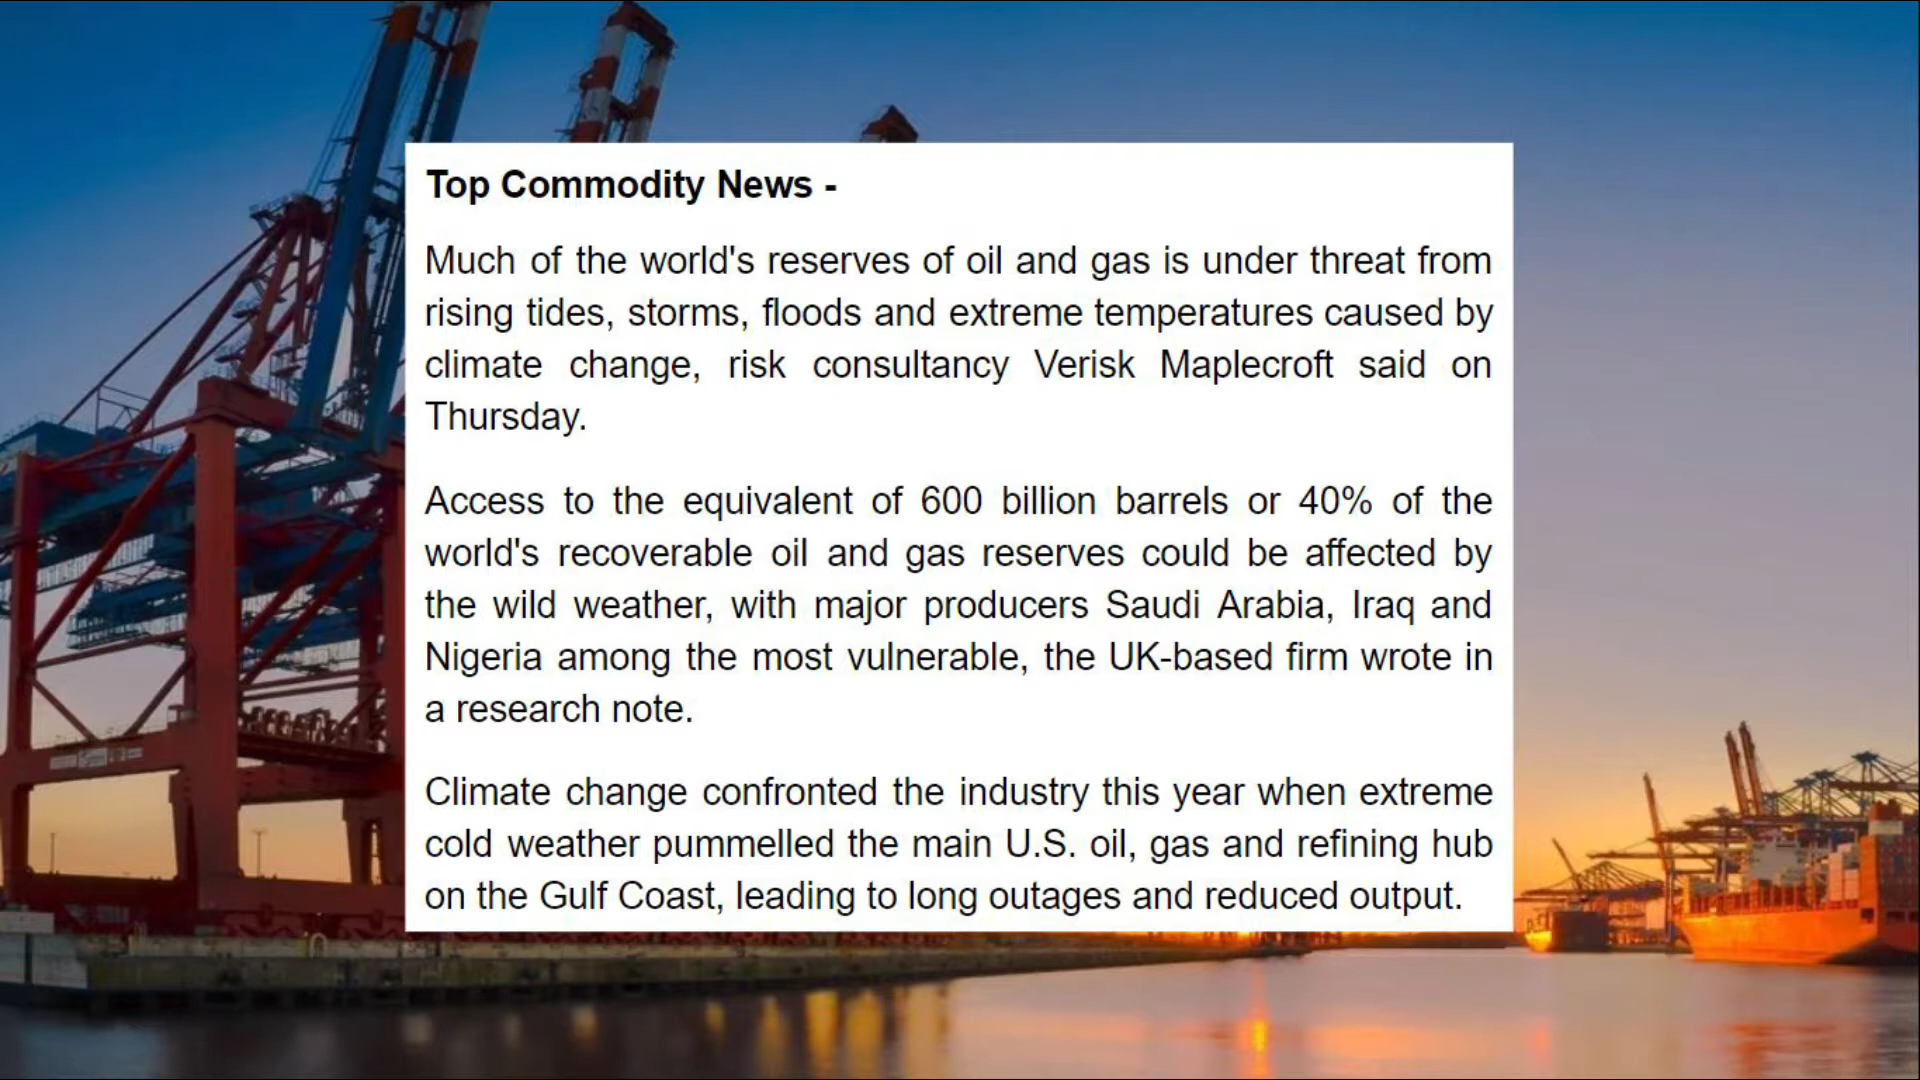 Top Commodity News -
Much of the world's reserves of oil and gas is under threat from
rising tides, storms, floods and extreme temperatures caused by
climate change, risk consultancy Verisk Maplecroft said on
Thursday.
Access to the equivalent of 600 billion barrels or 40% of the
world's recoverable oil and gas reserves could be affected by
the wild weather, with major producers Saudi Arabia, Iraq and
Nigeria among the most vulnerable, the UK-based firm wrote in
a research note.
Climate change confronted the industry this year when extreme
cold weather pummelled the main U.S. oil, gas and refining hub
on the Gulf Coast, leading to long outages and reduced output.